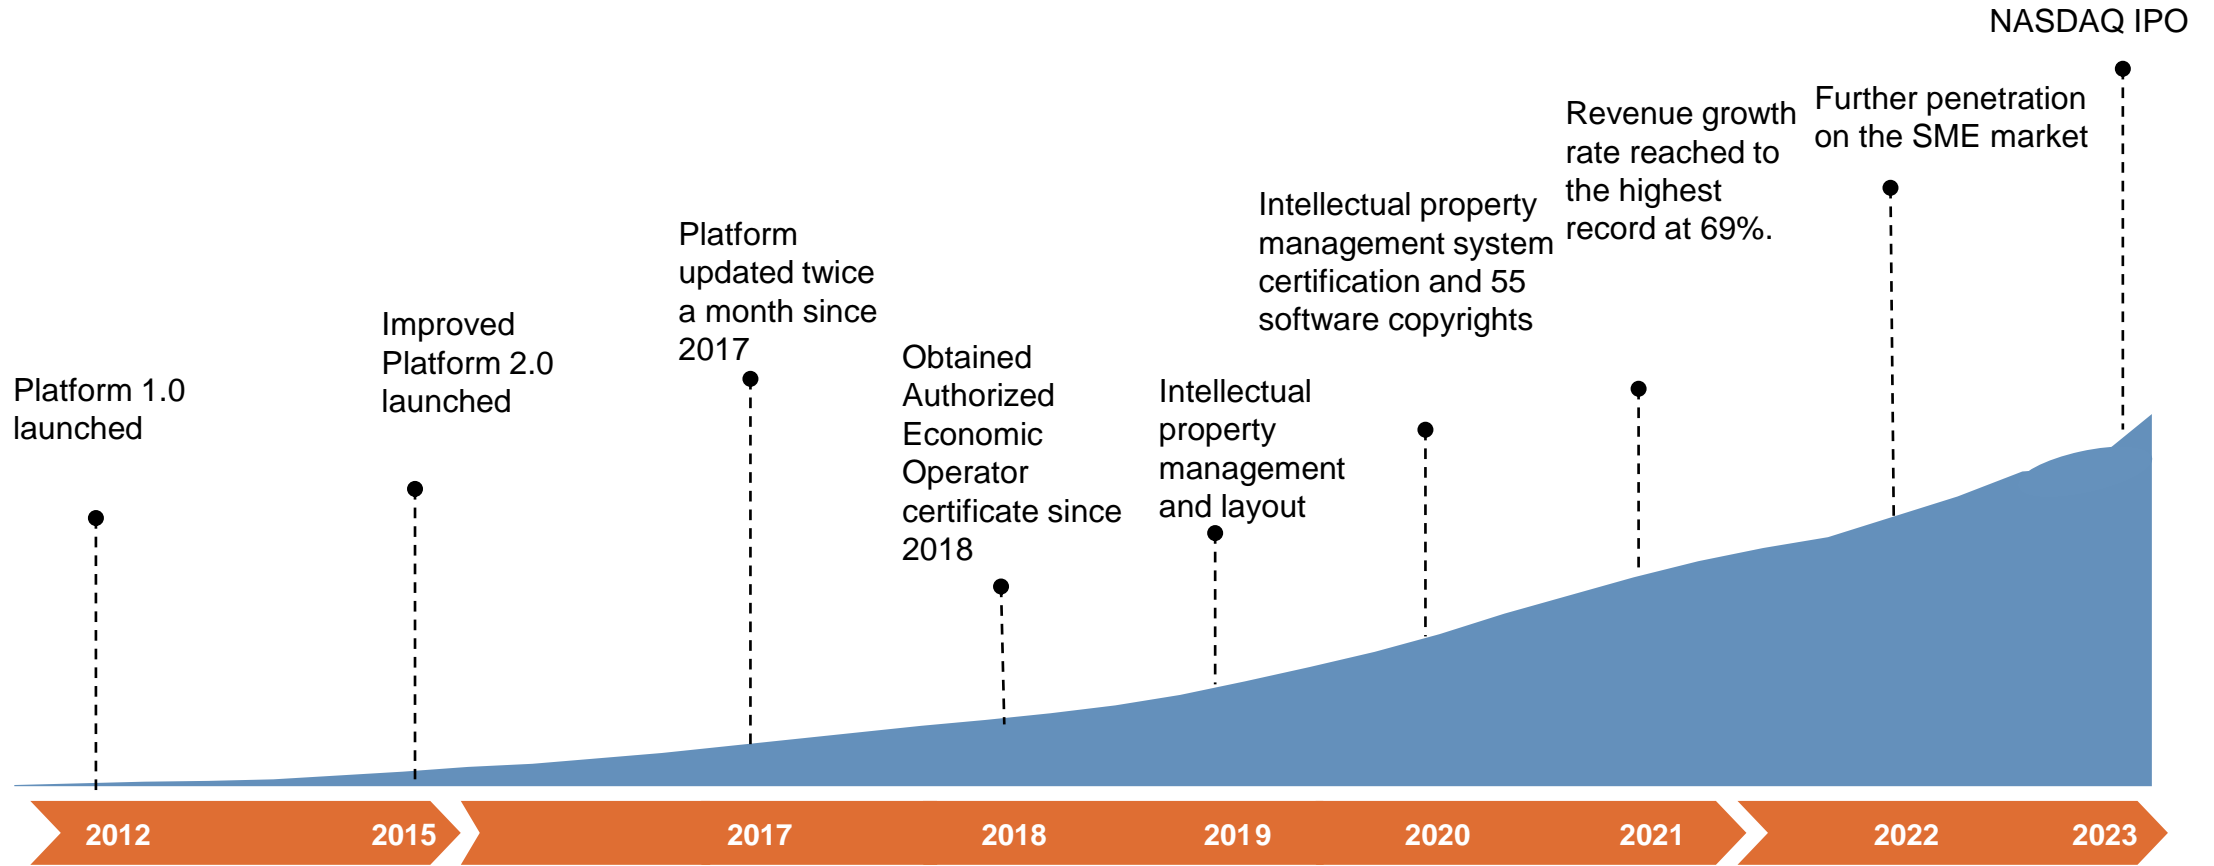 NASDAQ IPO
Further penetration
on the SME market
Revenue growth
rate reached to
the highest
record at 69%.
Intellectual property
management system
certification and 55
software copyrights
Platform
updated twice
a month since
2017
Improved
Platform 2.0
launched
Obtained
Authorized
Economic
Operator
certificate since
2018
Intellectual
property
management
and layout
Platform 1.0
launched
2012
2015
2017
2018
2019
2020
2021
2022
2023